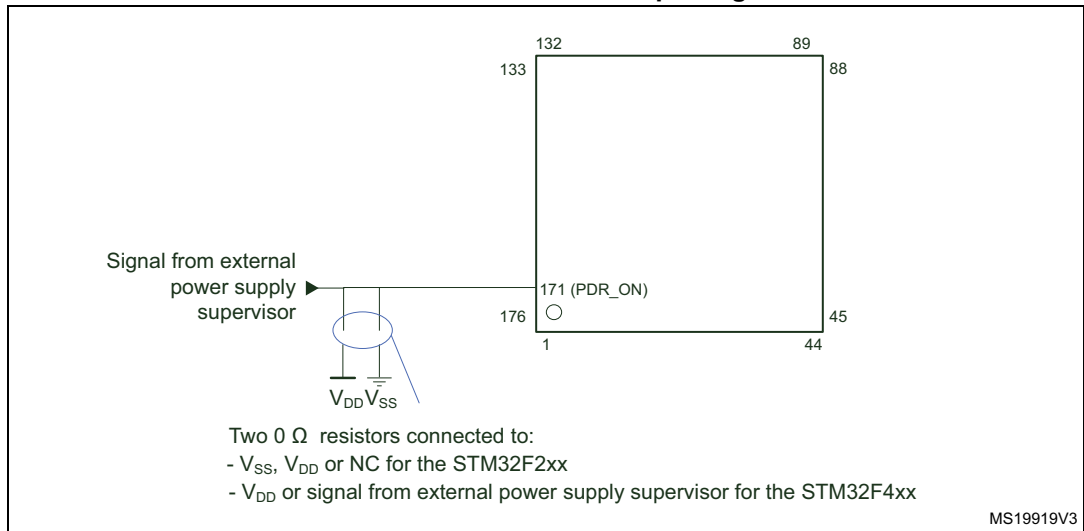 132
89
133
88
Signal from external
power supply
supervisor
171 (PDR_ON)
176
45
1
44
VDD VSS
Two 0 Ω resistors connected to:
- VSS, VDD or NC for the STM32F2xx
- VDD or signal from external power supply supervisor for the STM32F4xx
MS19919V3